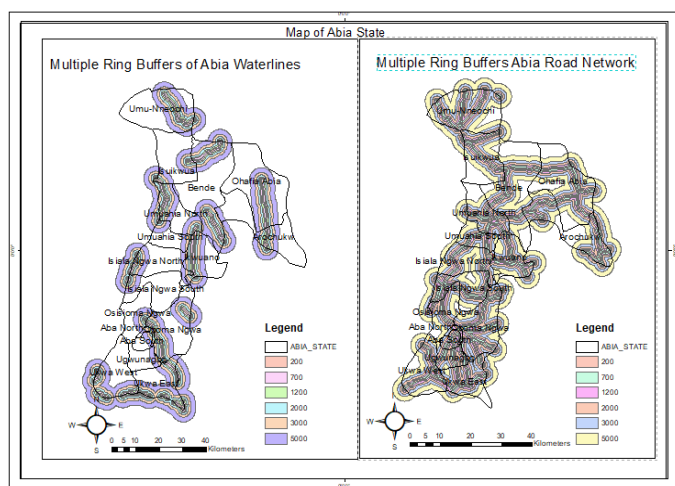 Map of Abia State
Multiple Ring Buffers of Abia Waterlines
Umu-Nneochi
Isuikwua
Ohafia Abia
Bende
Umuahia North
Umuahia South
Arochukw
Ikwuano
Isiala Ngwa North
Isiala Ngwa South
Osisioma Ngwa
Aba North
Obioma Ngwa
Aba South
Ugwunagbo
Ukwa West
Ukwa East
Legend
ABIA_STATE
200
700
1200
2000
3000
5000
N
W E
S
0 5 10 20 30 40
Kilometers
Multiple Ring Buffers Abia Road Network
Umu-Nneochi
Isuikwua
Bende
Ohafia Abia
Umuahia North
Umuahia South
Arochukw
Ikwuano
Isiala Ngwa North
Isiala Ngwa South
Osisioma Ngwa
Aba North
Obioma Ngwa
Aba South
Ugwunagbo
Ukwa West
Ukwa East
Legend
ABIA_STATE
200
700
1200
2000
3000
5000
N
W E
S
0 5 10 20 30 40
Kilometers